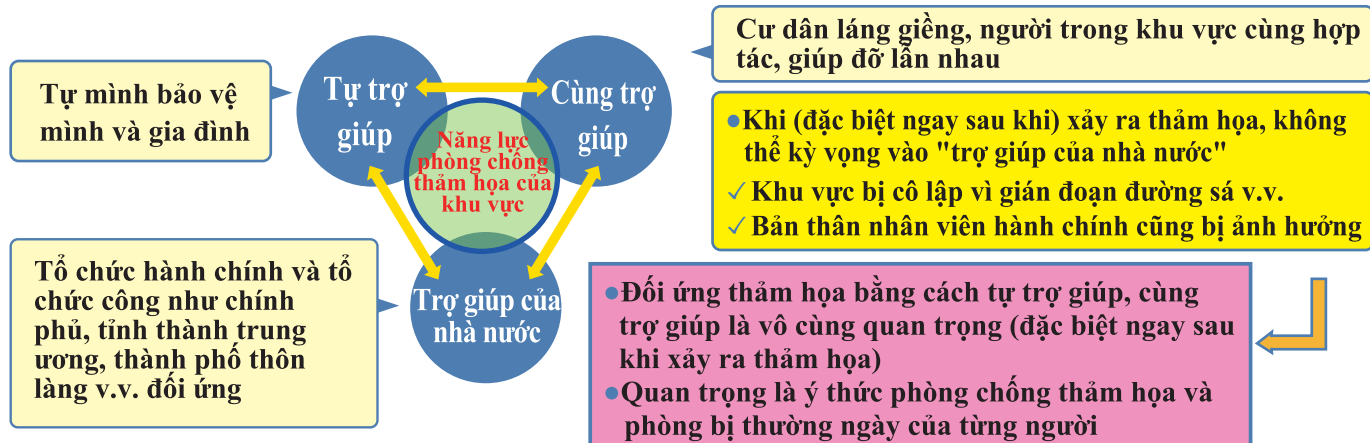 Tự mình bảo vệ
mình và gia đình
Tự trợ
giúp
Cùng trợ
giúp
Năng lực
phòng chống
thảm họa của
khu vực
Trợ giúp của
nhà nước
Cư dân láng giềng, người trong khu vực cùng hợp
tác, giúp đỡ lẫn nhau
●Khi (đặc biệt ngay sau khi) xảy ra thảm họa, không
thể kỳ vọng vào "trợ giúp của nhà nước"
✓ Khu vực bị cô lập vì gián đoạn đường sá v.v.
✓ Bản thân nhân viên hành chính cũng bị ảnh hưởng
Tổ chức hành chính và tổ
chức công như chính
phủ, tỉnh thành trung
ương, thành phố thôn
làng v.v. đối ứng
●Đối ứng thảm họa bằng cách tự trợ giúp, cùng
trợ giúp là vô cùng quan trọng (đặc biệt ngay sau
khi xảy ra thảm họa)
●Quan trọng là ý thức phòng chống thảm họa và
phòng bị thường ngày của từng người